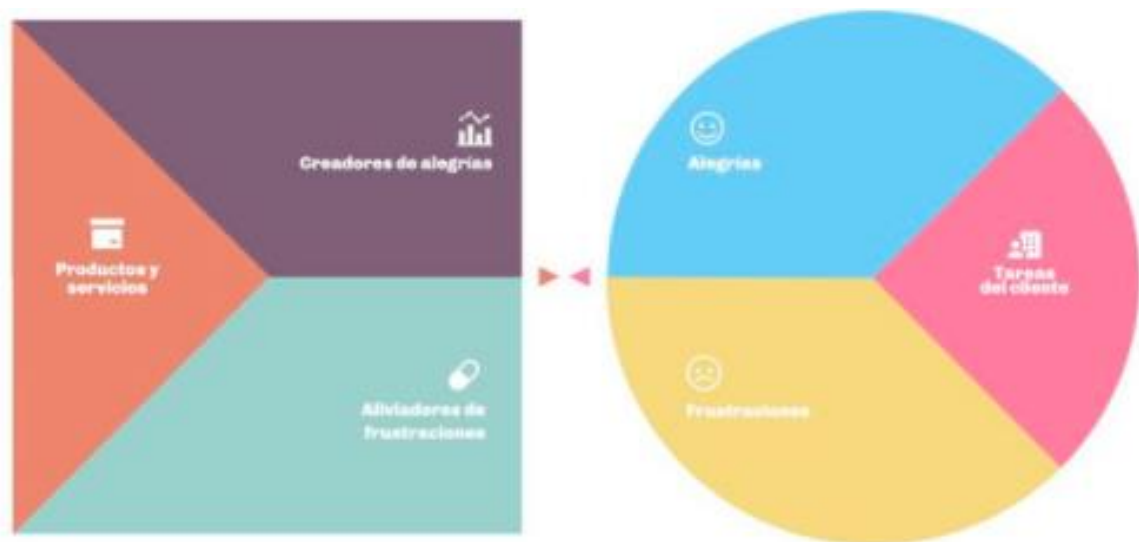 Creadores de alegrías
Productos y
servicios
Aliviadores de
frustraciones
Alegrías
Tareas
del cliente
Frustraciones